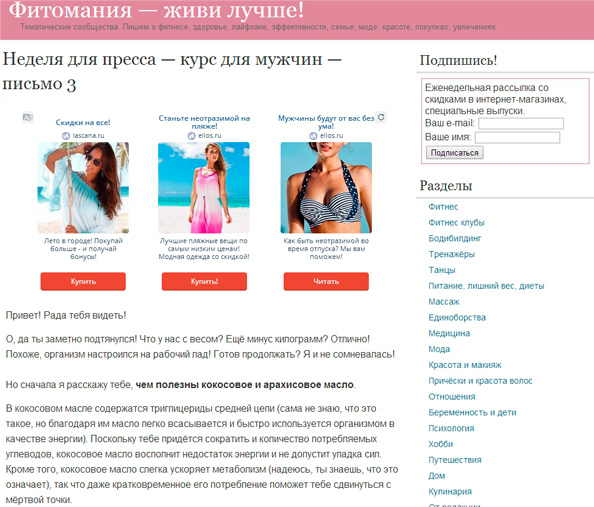 Фитомания — живи лучше!
Тематические сообщества. Пишем о фитнесе, здоровье, лайфхаке, эффективности, семье, моде, красоте, покупках, увлечениях
Неделя для пресса — курс для мужчин —
письмо 3
Скидки на все!
lascana.ru
Лето в городе! Покупай
больше - и получай
бонусы!
Купить
Станьте неотразимой на
пляже!
ellos.ru
Лучшие пляжные вещи по
самым низким ценам!
Модная одежда со скидкой!
Купить!
Мужчины будут от вас без
ума!
ellos.ru
Как быть неотразимой во
время отпуска? Мы вам
поможем!
Читать
Привет! Рада тебя видеть!
О, да ты заметно подтянулся! Что у нас с весом? Ещё минус килограмм? Отлично!
Похоже, организм настроился на рабочий лад! Готов продолжать? Я и не сомневалась!
Но сначала я расскажу тебе, чем полезны кокосовое и арахисовое масло.
В кокосовом масле содержатся триглицериды средней цепи (сама не знаю, что это
такое, но благодаря им масло легко всасывается и быстро используется организмом в
качестве энергии). Поскольку тебе придётся сократить и количество потребляемых
углеводов, кокосовое масло восполнит недостаток энергии и не допустит упадка сил.
Кроме того, кокосовое масло слегка ускоряет метаболизм (надеюсь, ты знаешь, что это
означает), так что даже кратковременное его потребление поможет тебе сдвинуться с
мёртвой точки.
Подпишись!
Еженедельная рассылка со
скидками в интернет-магазинах,
специальные выпуски.
Ваш e-mail:
Ваше имя:
Подписаться
Разделы
Фитнес
Фитнес клубы
Бодибилдинг
Тренажёры
Танцы
Питание, лишний вес, диеты
Массаж
Единоборства
Медицина
Мода
Красота и макияж
Причёски и красота волос
Отношения
Беременность и дети
Психология
Хобби
Путешествия
Дом
Кулинария
От редакции